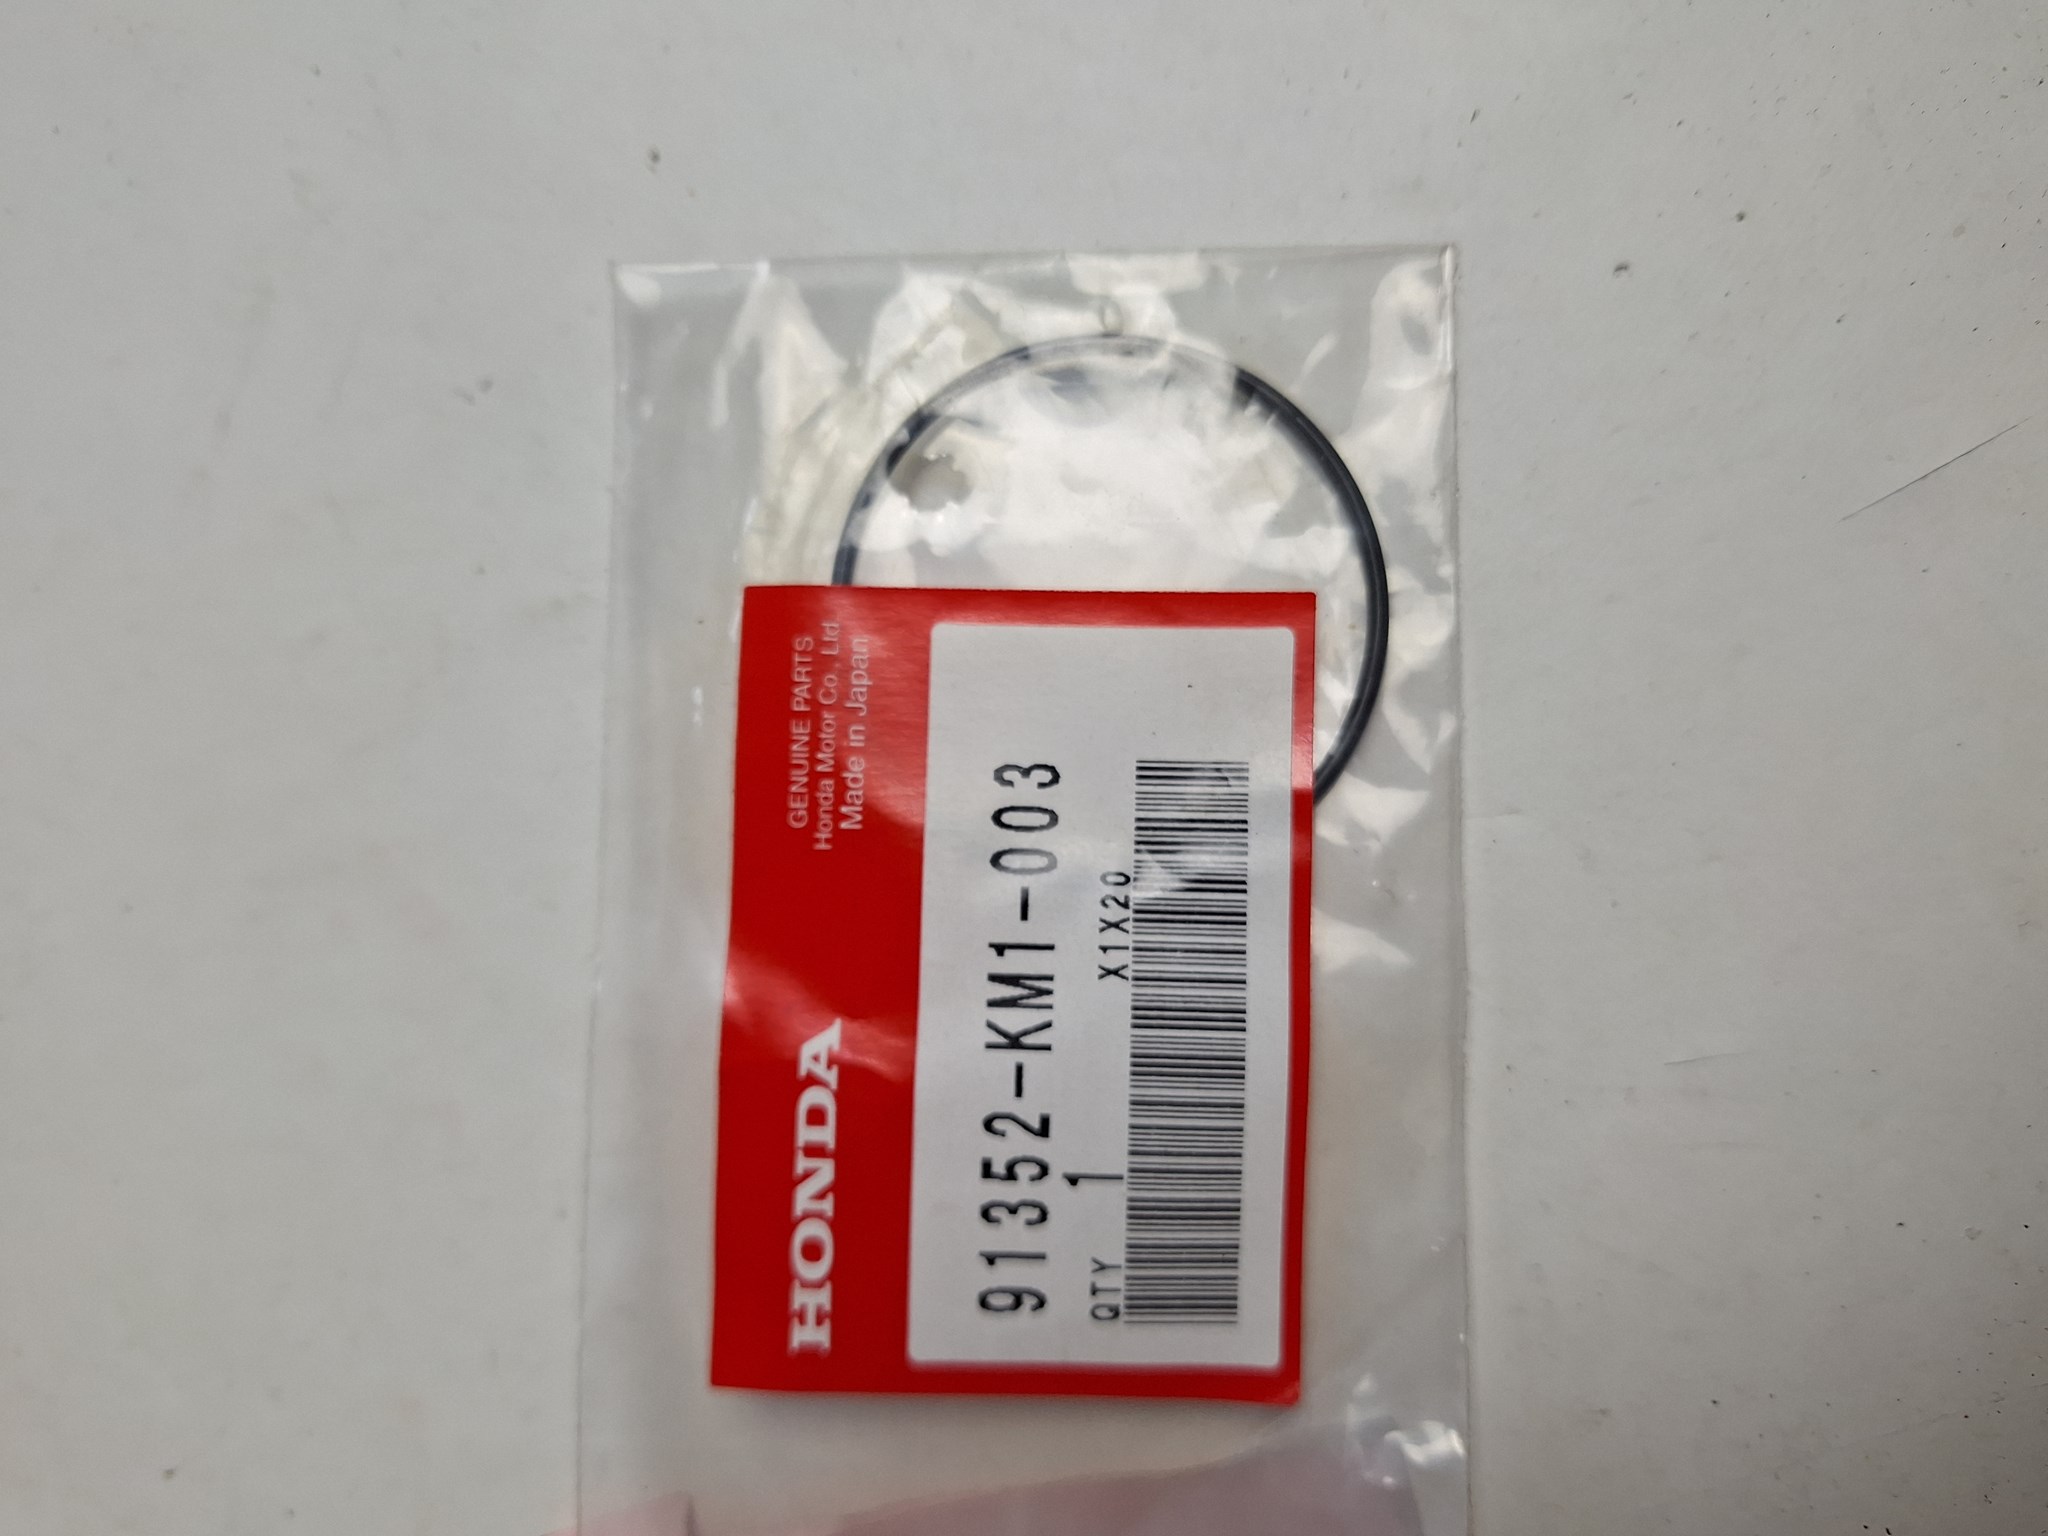 HONDA
GENUINE PARTS
Honda Motor Co., Ltd.
Made in Japan
91352-KM1-003
QTY 1 X1X20